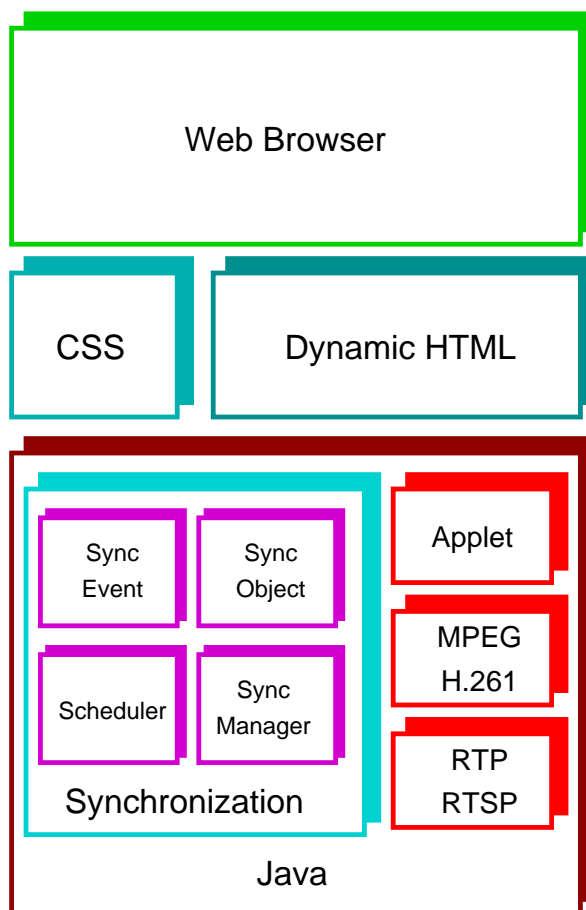 Web Browser
CSS
Dynamic HTML
Sync
Event
Sync
Object
Applet
MPEG
H.261
Scheduler
Sync
Manager
RTP
RTSP
Synchronization
Java